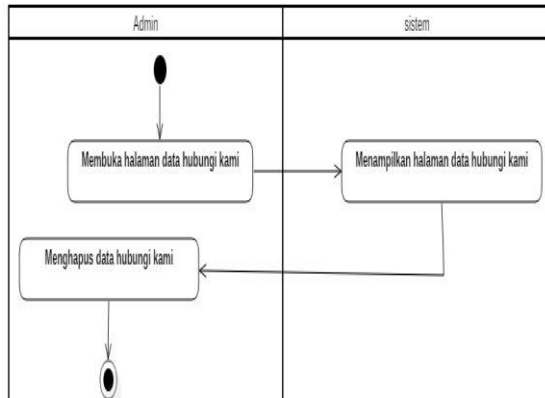 Admin
sistem
Membuka halaman data hubungi kami
Menampilkan halaman data hubungi kami
Menghapus data hubungi kami